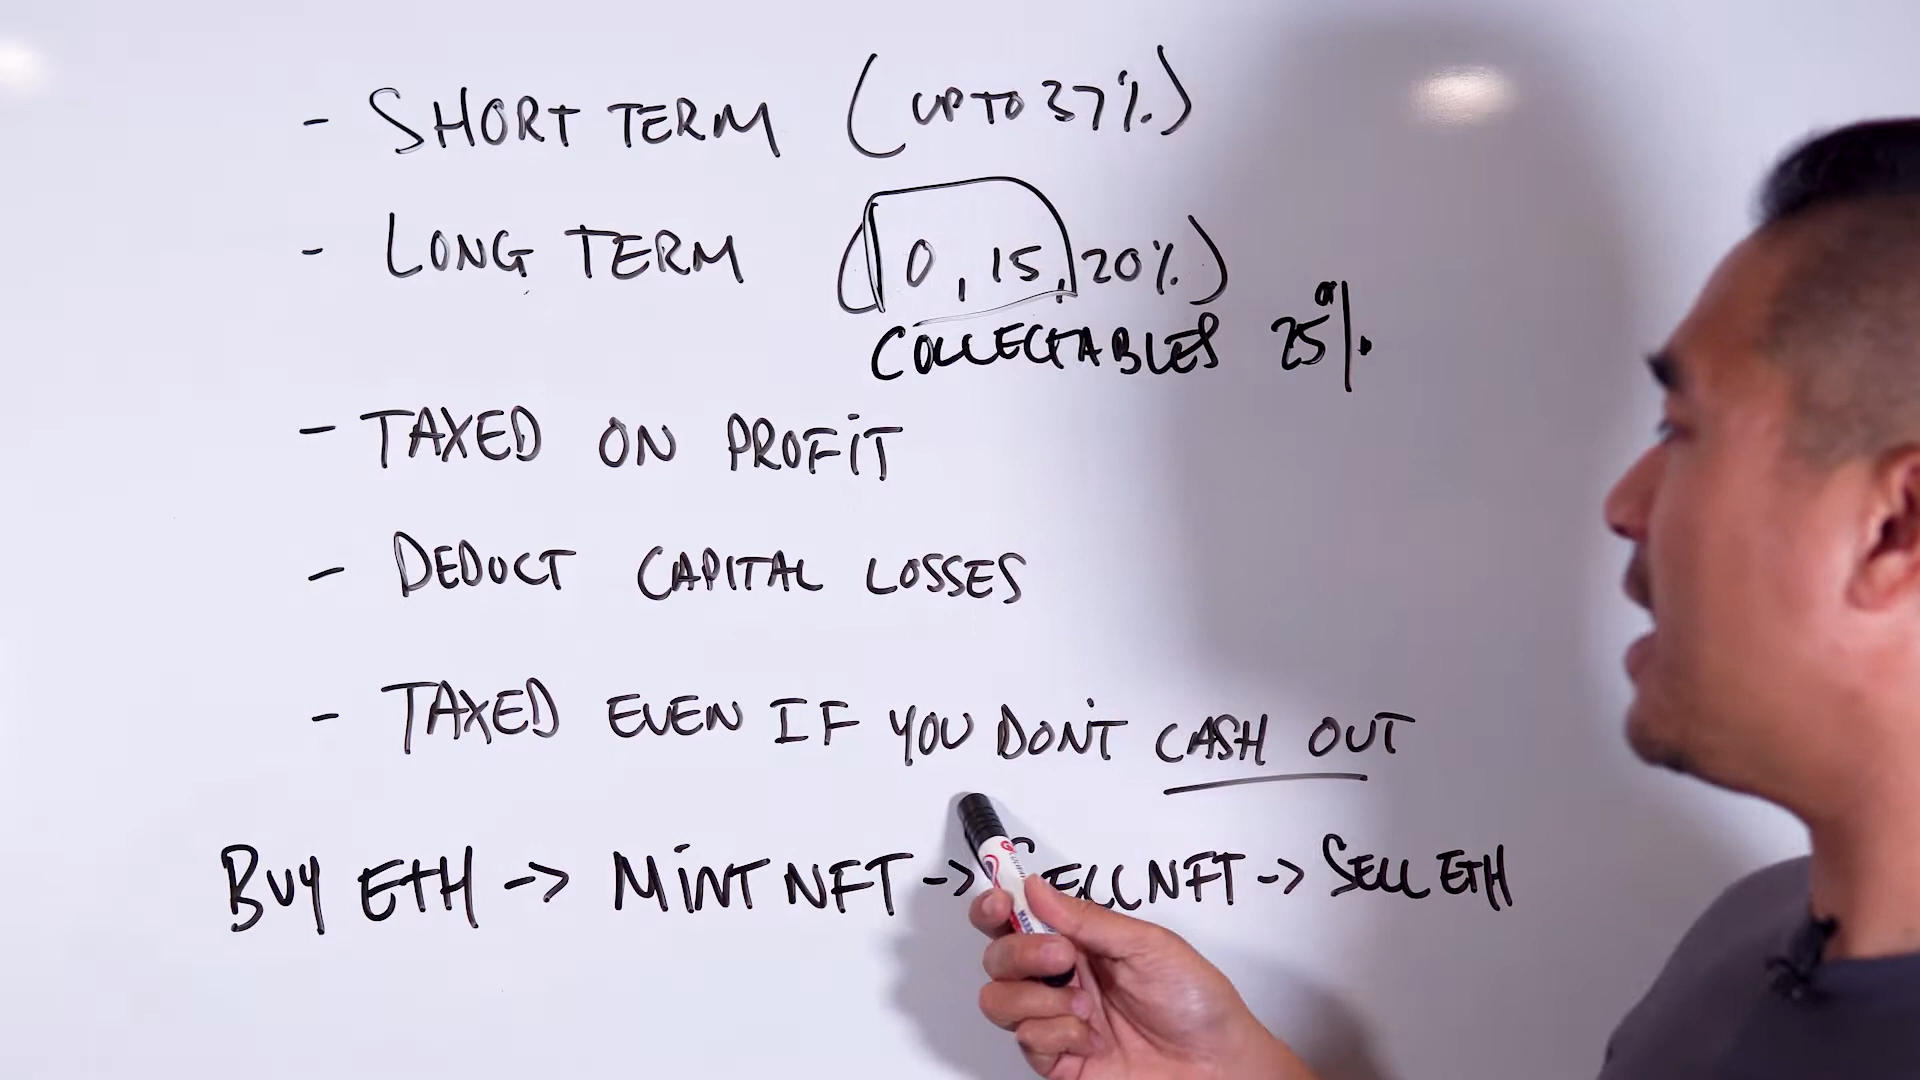 - SHORT TERM (UP TO 37%)
- LONG TERM (0, 15, 20%)
COLLECTABLES 25%
- TAXED ON PROFIT
- DEDUCT CAPITAL LOSSES
- TAXED EVEN IF YOU DON'T CASH OUT
BUY ETH -> MINT NFT -> SELL NFT -> SELL ETH